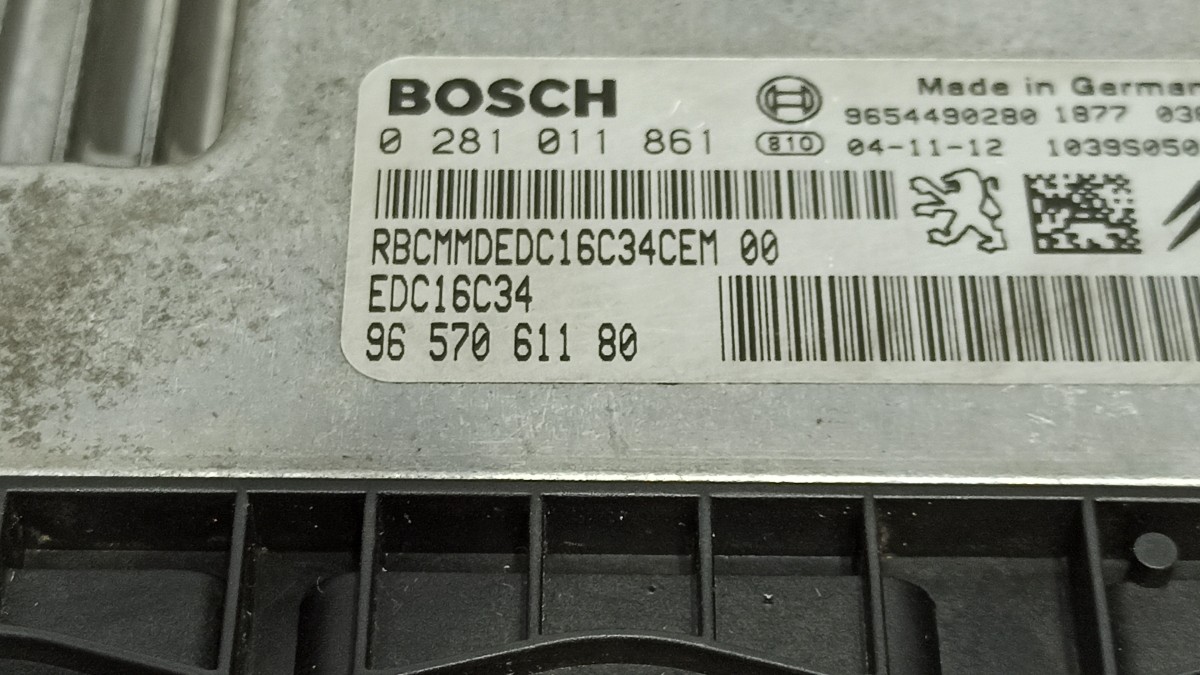 BOSCH
Made in German
0 281 011 861
9654490280 1877
810
04-11-12 1039S050
RBCMMDEDC16C34CEM 00
EDC16C34
96 570 611 80